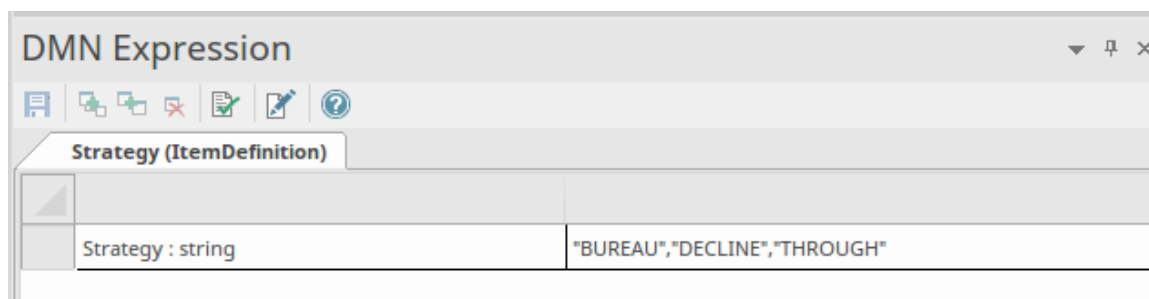 DMN Expression
Strategy (ItemDefinition)
Strategy : string "BUREAU","DECLINE","THROUGH"